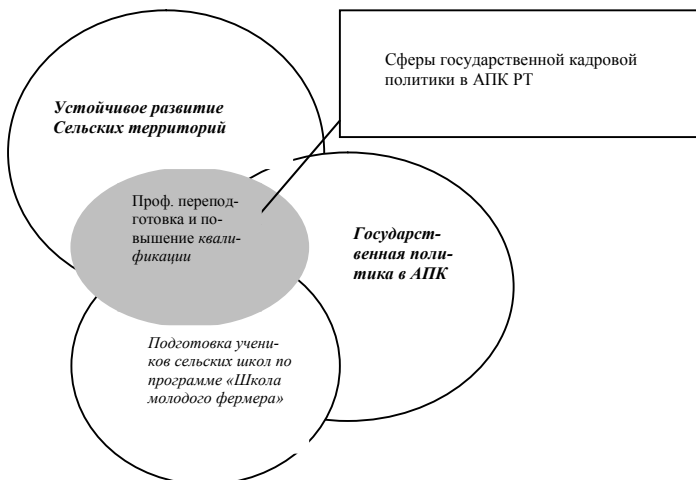 Сферы государственной кадровой
политики в АПК РТ
Устойчивое развитие
Сельских территорий
Проф. перепод-
готовка и по-
вышение квали-
фикации
Государст-
венная поли-
тика в АПК
Подготовка учени-
ков сельских школ по
программе «Школа
молодого фермера»